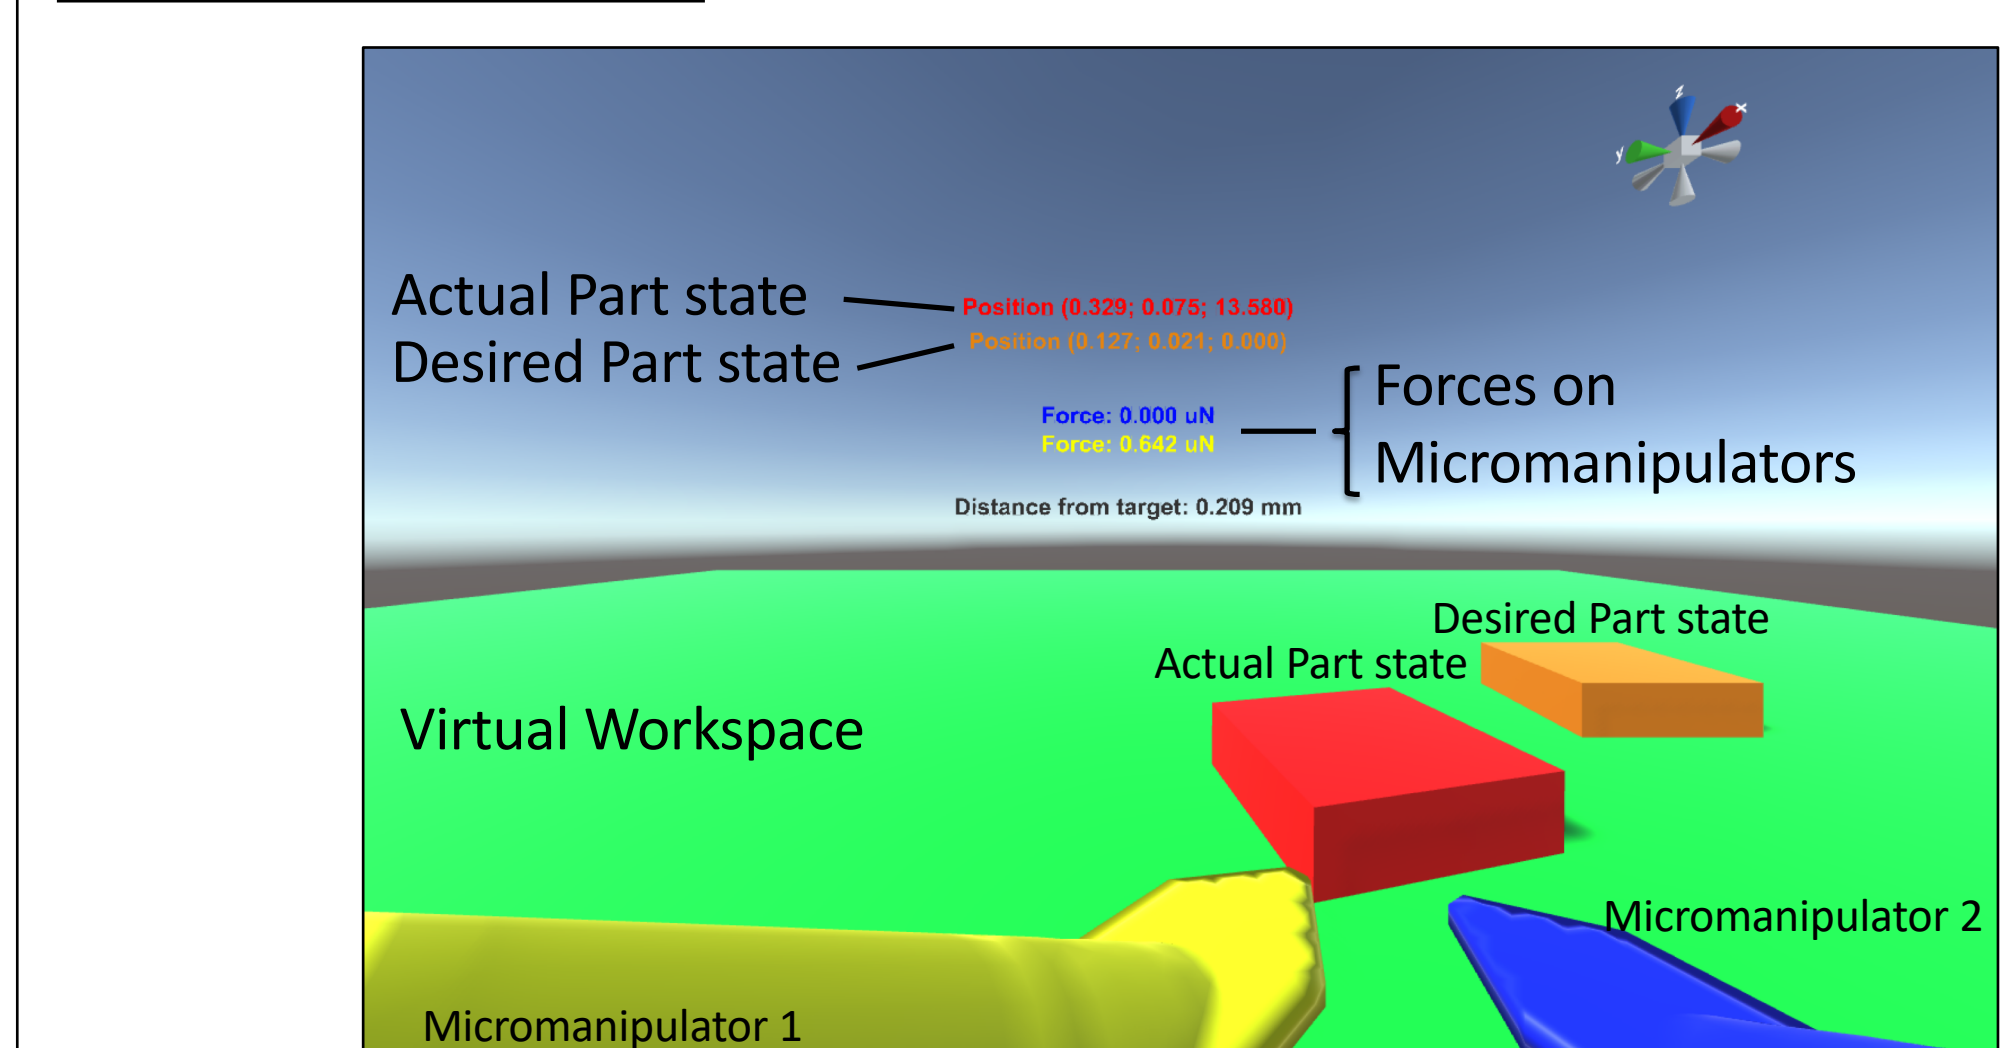 z
x
y
Actual Part state
Position (0.329; 0.075; 13.580)
Desired Part state
Position (0.127; 0.021; 0.000)
Forces on
Micromanipulators
Force: 0.000 uN
Force: 0.642 uN
Distance from target: 0.209 mm
Desired Part state
Actual Part state
Virtual Workspace
Micromanipulator 2
Micromanipulator 1